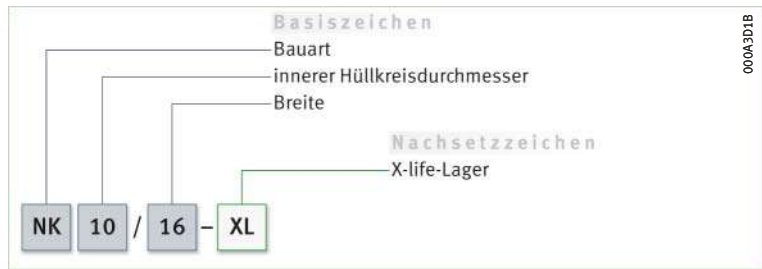 Basiszeichen
Bauart
innerer Hüllkreisdurchmesser
Breite
Nachsetzzeichen
X-life-Lager
NK 10 / 16 – XL
000A3D1B